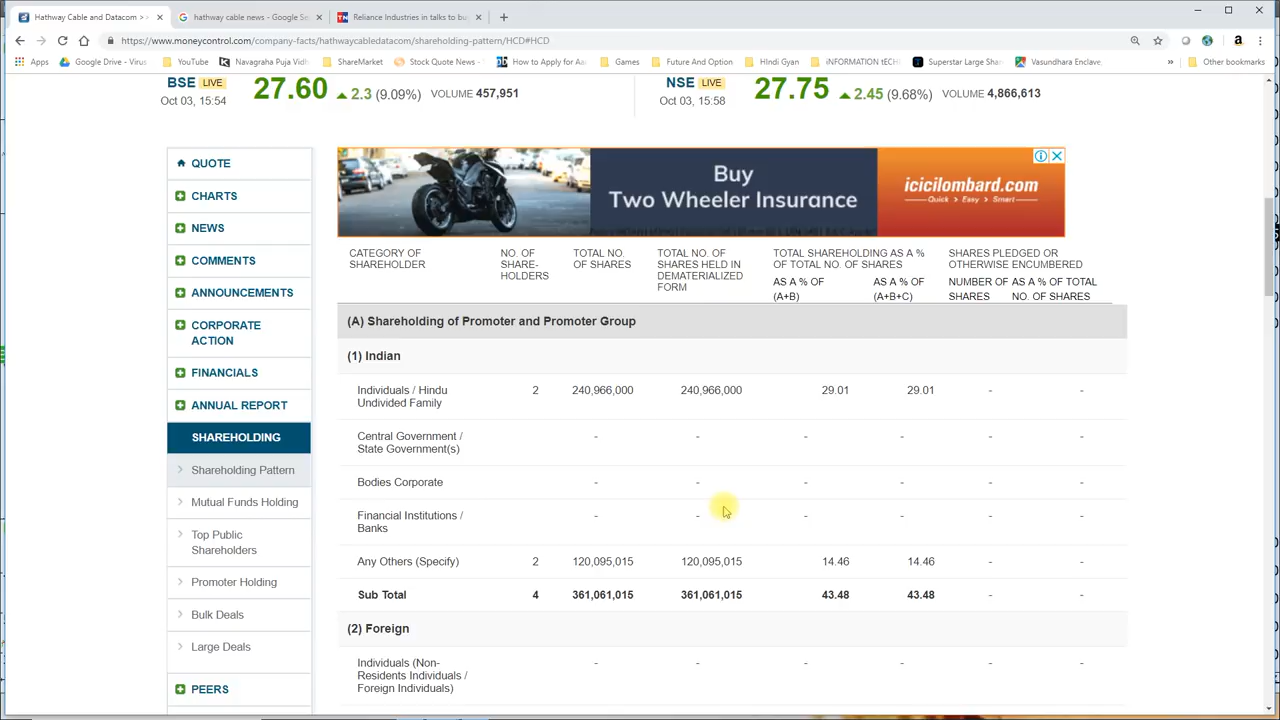 Hathway Cable and Datacom >
hathway cable news - Google Se
Reliance Industries in talks to bu
https://www.moneycontrol.com/company-facts/hathwaycabledatacom/shareholding-pattern/HCD#HCD
Apps Google Drive - Virus YouTube Navagraha Puja Vidh ShareMarket Stock Quote News - How to Apply for Aa Games Future And Option HIndi Gyan iNFORMATION tECH Superstar Large Shar Vasundhara Enclave, » Other bookmarks
BSE LIVE
Oct 03, 15:54
27.60 2.3 (9.09%) VOLUME 457,951
NSE LIVE
Oct 03, 15:58
27.75 2.45 (9.68%) VOLUME 4,866,613
QUOTE
CHARTS
NEWS
COMMENTS
ANNOUNCEMENTS
CORPORATE
ACTION
FINANCIALS
ANNUAL REPORT
SHAREHOLDING
Shareholding Pattern
Mutual Funds Holding
Top Public
Shareholders
Promoter Holding
Bulk Deals
Large Deals
PEERS
Buy
Two Wheeler Insurance
icicilombard.com
Quick > Easy > Smart
CATEGORY OF
SHAREHOLDER
NO. OF
SHARE-
HOLDERS
TOTAL NO.
OF SHARES
TOTAL NO. OF
SHARES HELD IN
DEMATERIALIZED
FORM
TOTAL SHAREHOLDING AS A %
OF TOTAL NO. OF SHARES
AS A % OF
(A+B)
AS A % OF
(A+B+C)
SHARES PLEDGED OR
OTHERWISE ENCUMBERED
NUMBER OF
SHARES
AS A % OF TOTAL
NO. OF SHARES
(A) Shareholding of Promoter and Promoter Group
(1) Indian
Individuals / Hindu
Undivided Family
2 240,966,000 240,966,000 29.01 29.01 - -
Central Government /
State Government(s)
- - - - - -
Bodies Corporate - - - - - -
Financial Institutions /
Banks
- - - - - -
Any Others (Specify) 2 120,095,015 120,095,015 14.46 14.46 - -
Sub Total 4 361,061,015 361,061,015 43.48 43.48 - -
(2) Foreign
Individuals (Non-
Residents Individuals /
Foreign Individuals)
- - - - - -